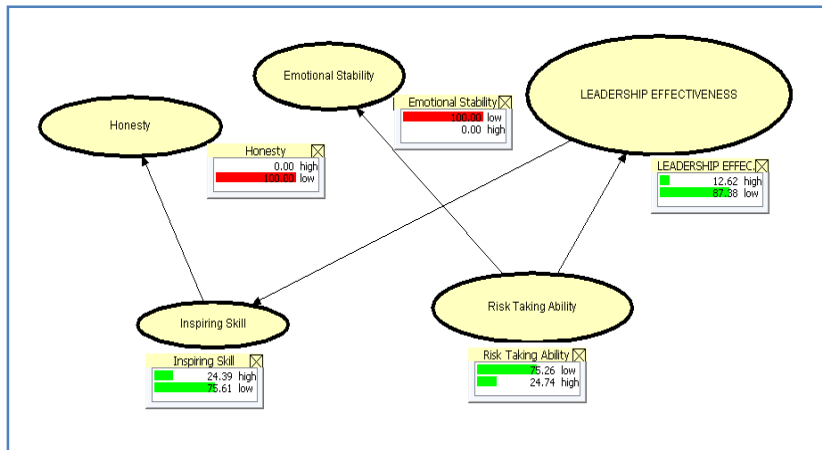 Emotional Stability
LEADERSHIP EFFECTIVENESS
Honesty
Emotional Stability
100.00 low
0.00 high
Honesty
0.00 high
100.00 low
LEADERSHIP EFFEC.
12.62 high
87.38 low
Inspiring Skill
Risk Taking Ability
Inspiring Skill
24.39 high
75.61 low
Risk Taking Ability
75.26 low
24.74 high